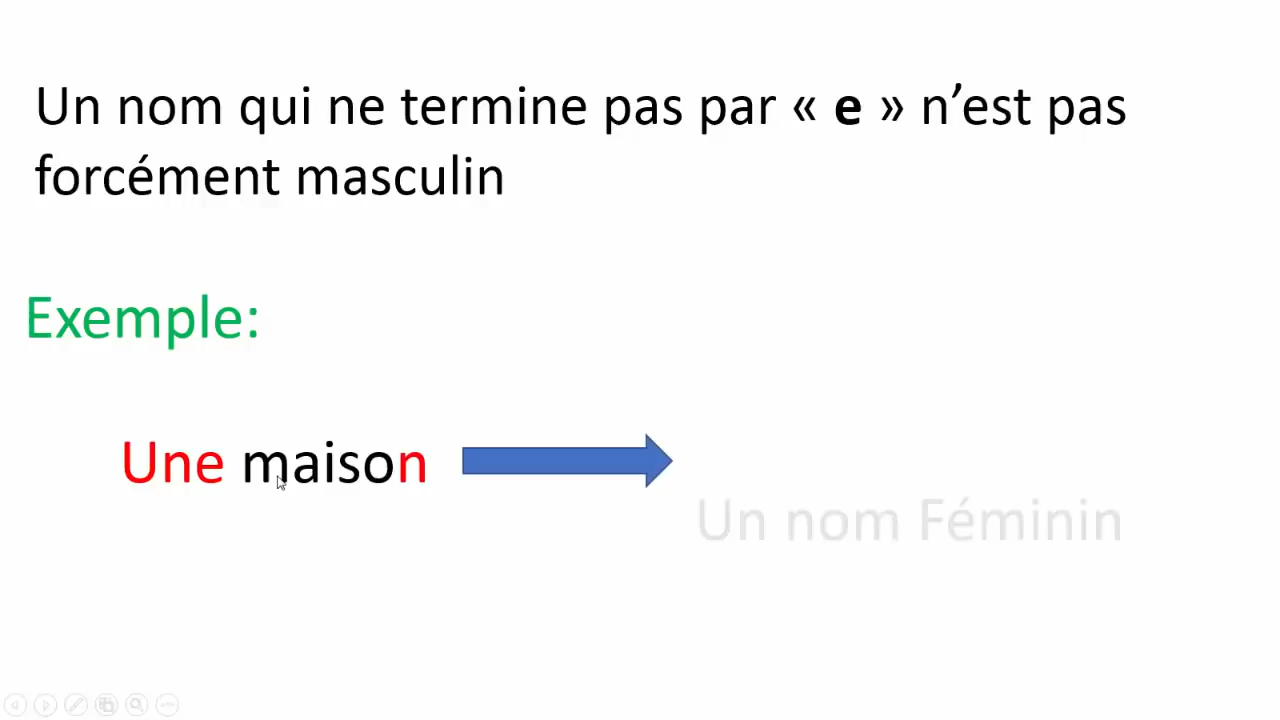 Un nom qui ne termine pas par « e » n’est pas
forcément masculin
Exemple:
Une maison
Un nom Féminin